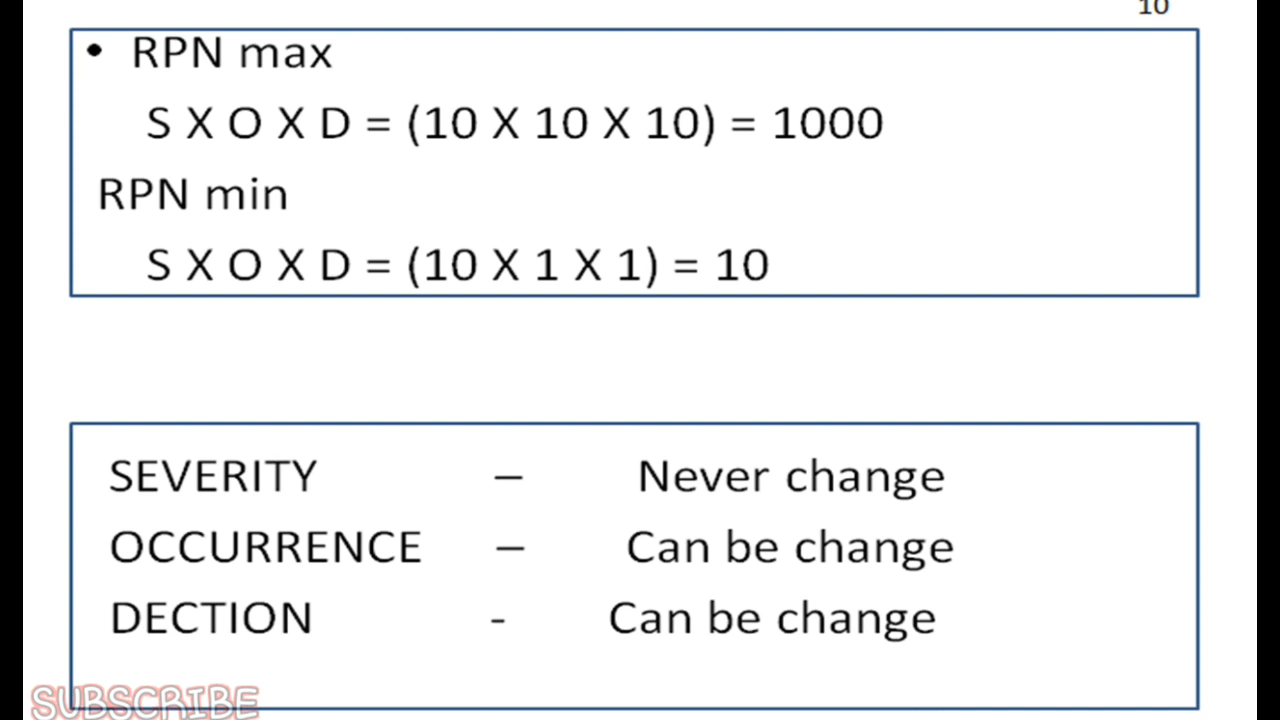 10
• RPN max
S X O X D = (10 X 10 X 10) = 1000
RPN min
S X O X D = (10 X 1 X 1) = 10
SEVERITY – Never change
OCCURRENCE – Can be change
DECTION - Can be change
SUBSCRIBE